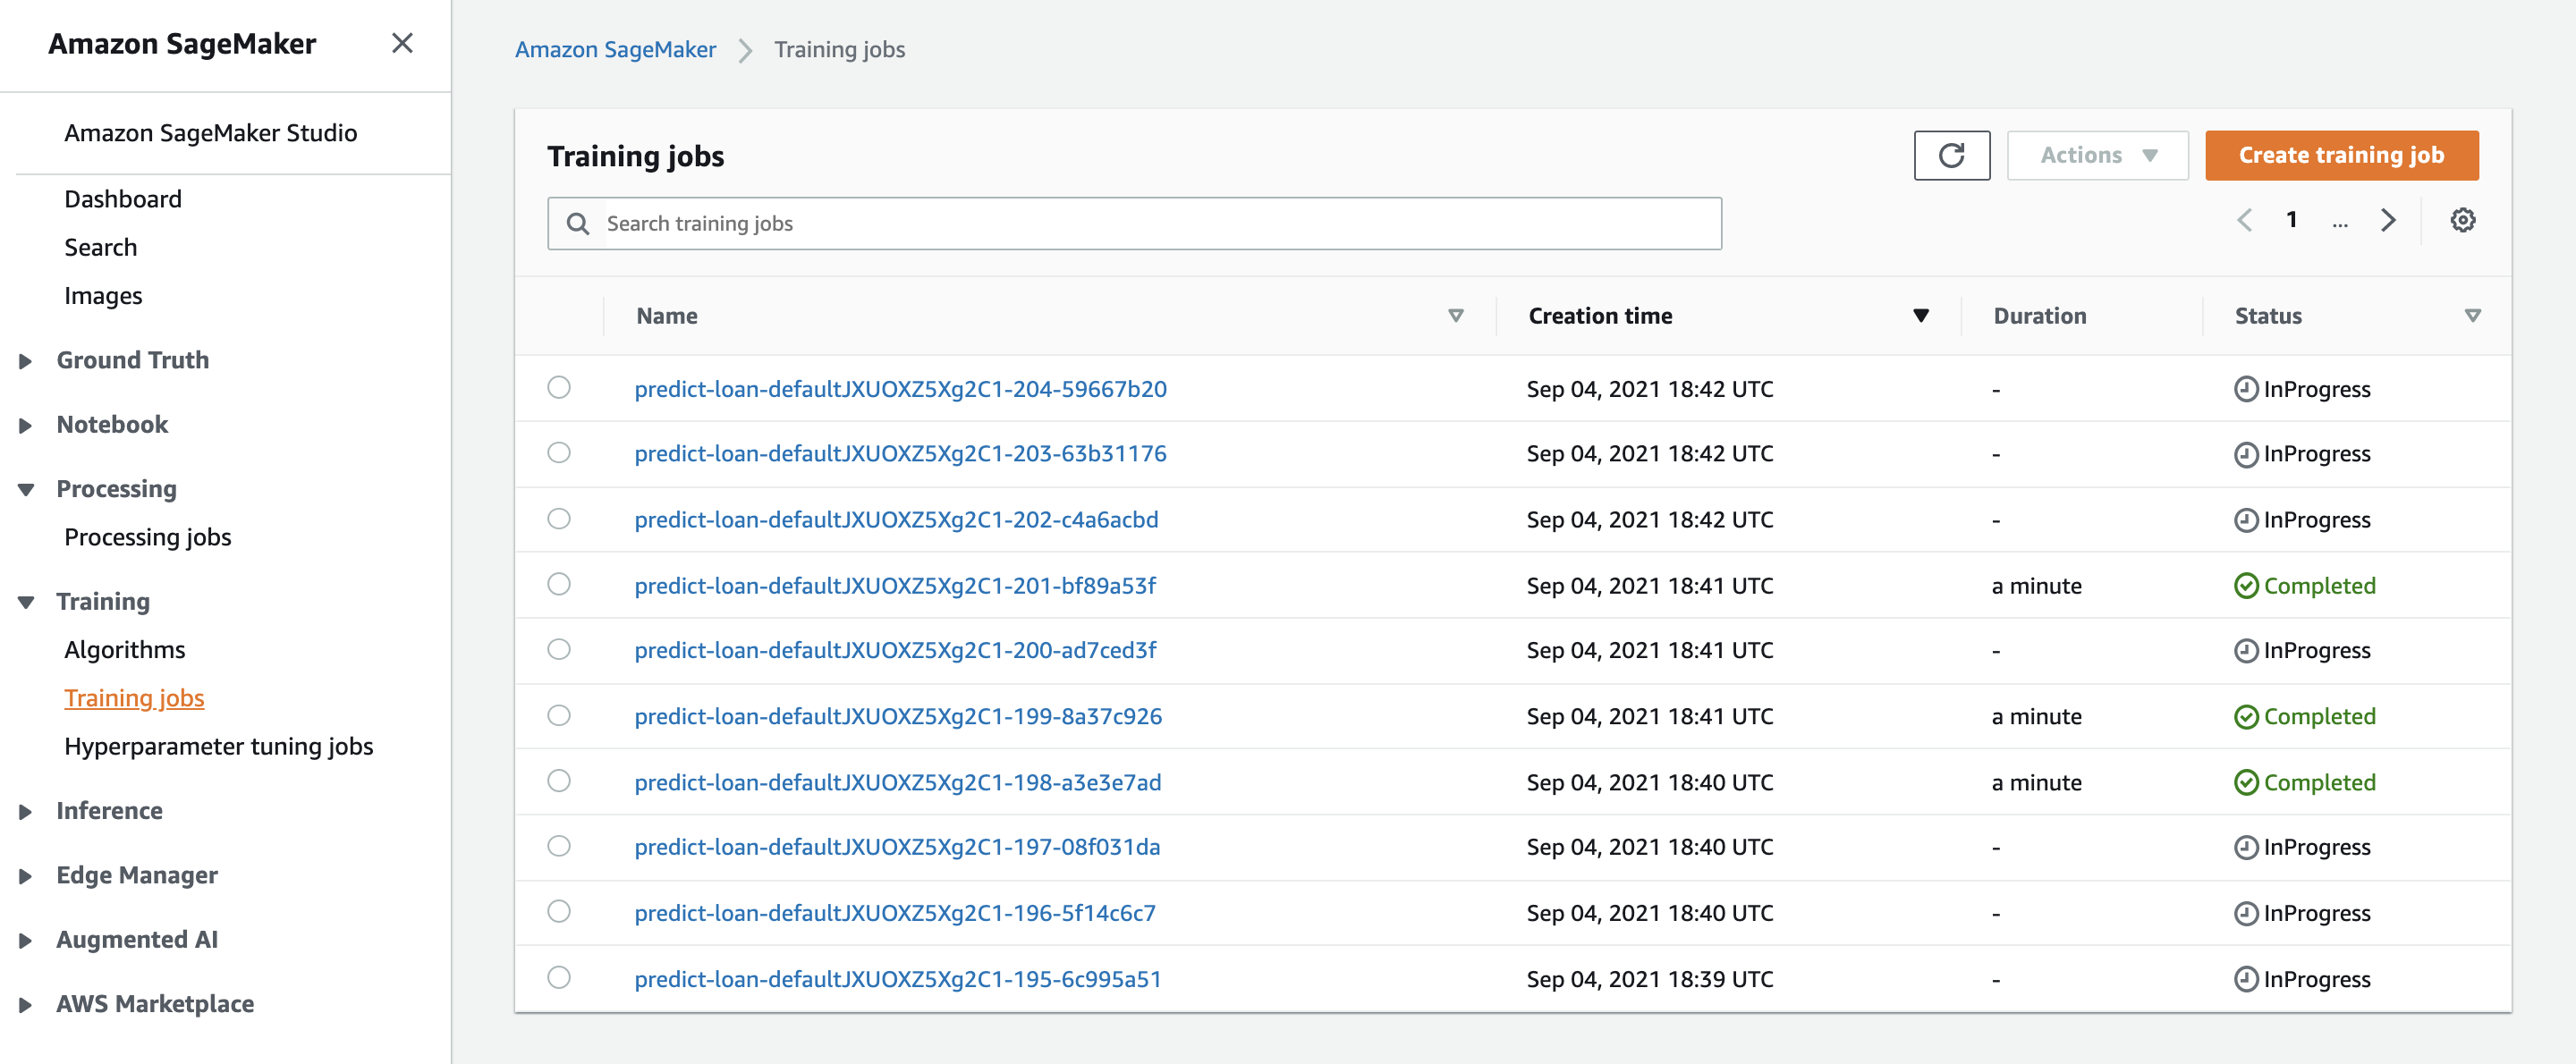 Amazon SageMaker
Amazon SageMaker Studio
Dashboard
Search
Images
Ground Truth
Notebook
Processing
Processing jobs
Training
Algorithms
Training jobs
Hyperparameter tuning jobs
Inference
Edge Manager
Augmented AI
AWS Marketplace
Amazon SageMaker Training jobs
Training jobs Actions Create training job
Search training jobs 1 ...
Name Creation time Duration Status
predict-loan-defaultJXUOXZ5Xg2C1-204-59667b20 Sep 04, 2021 18:42 UTC - InProgress
predict-loan-defaultJXUOXZ5Xg2C1-203-63b31176 Sep 04, 2021 18:42 UTC - InProgress
predict-loan-defaultJXUOXZ5Xg2C1-202-c4a6acbd Sep 04, 2021 18:42 UTC - InProgress
predict-loan-defaultJXUOXZ5Xg2C1-201-bf89a53f Sep 04, 2021 18:41 UTC a minute Completed
predict-loan-defaultJXUOXZ5Xg2C1-200-ad7ced3f Sep 04, 2021 18:41 UTC - InProgress
predict-loan-defaultJXUOXZ5Xg2C1-199-8a37c926 Sep 04, 2021 18:41 UTC a minute Completed
predict-loan-defaultJXUOXZ5Xg2C1-198-a3e3e7ad Sep 04, 2021 18:40 UTC a minute Completed
predict-loan-defaultJXUOXZ5Xg2C1-197-08f031da Sep 04, 2021 18:40 UTC - InProgress
predict-loan-defaultJXUOXZ5Xg2C1-196-5f14c6c7 Sep 04, 2021 18:40 UTC - InProgress
predict-loan-defaultJXUOXZ5Xg2C1-195-6c995a51 Sep 04, 2021 18:39 UTC - InProgress